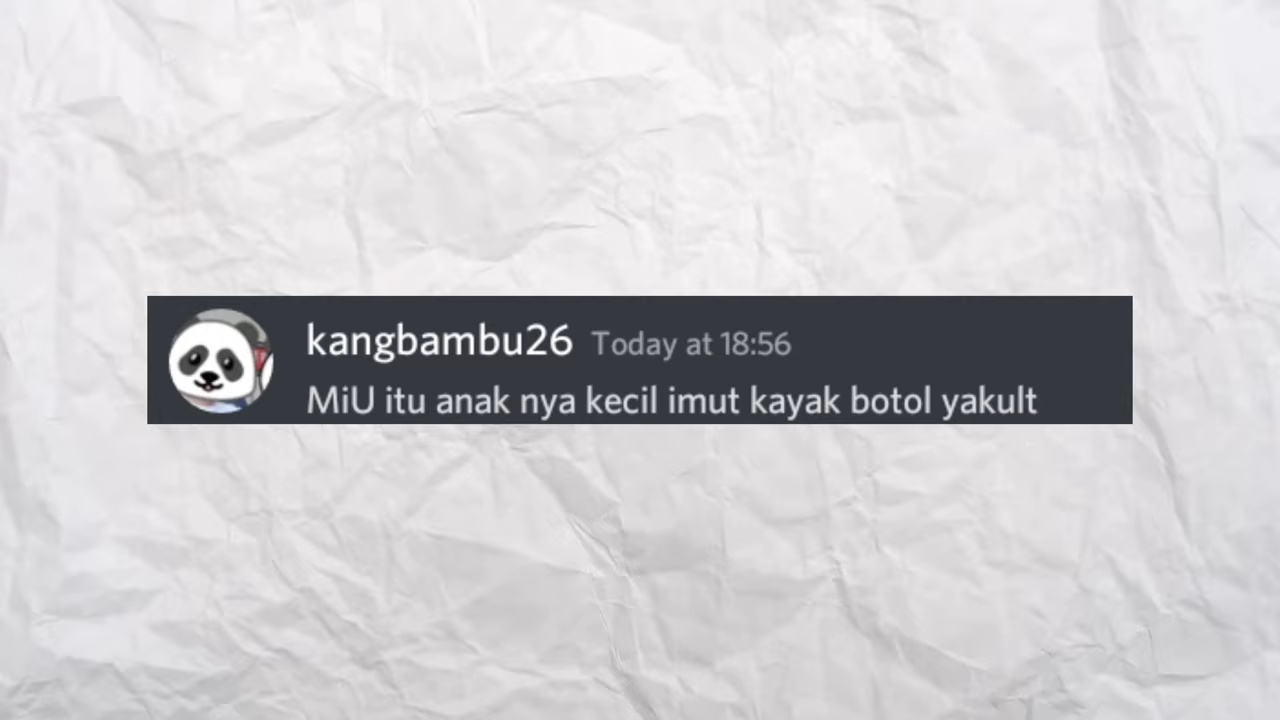 kangbambu26 Today at 18:56
MiU itu anak nya kecil imut kayak botol yakult